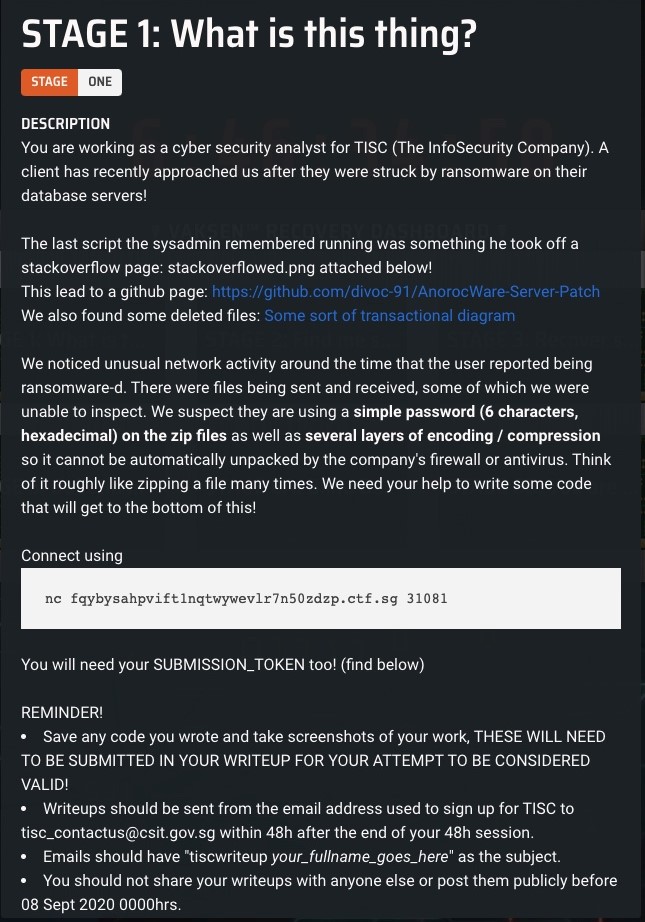 STAGE 1: What is this thing?
STAGE ONE
DESCRIPTION
You are working as a cyber security analyst for TISC (The InfoSecurity Company). A
client has recently approached us after they were struck by ransomware on their
database servers!
The last script the sysadmin remembered running was something he took off a
stackoverflow page: stackoverflowed.png attached below!
This lead to a github page: https://github.com/divoc-91/AnorocWare-Server-Patch
We also found some deleted files: Some sort of transactional diagram
We noticed unusual network activity around the time that the user reported being
ransomware-d. There were files being sent and received, some of which we were
unable to inspect. We suspect they are using a simple password (6 characters,
hexadecimal) on the zip files as well as several layers of encoding / compression
so it cannot be automatically unpacked by the company's firewall or antivirus. Think
of it roughly like zipping a file many times. We need your help to write some code
that will get to the bottom of this!
Connect using
nc fqybysahpvift1nqtwywevlr7n50zdzp.ctf.sg 31081
You will need your SUBMISSION_TOKEN too! (find below)
REMINDER!
• Save any code you wrote and take screenshots of your work, THESE WILL NEED
TO BE SUBMITTED IN YOUR WRITEUP FOR YOUR ATTEMPT TO BE CONSIDERED
VALID!
• Writeups should be sent from the email address used to sign up for TISC to
tisc_contactus@csit.gov.sg within 48h after the end of your 48h session.
• Emails should have "tiscwriteup your_fullname_goes_here" as the subject.
• You should not share your writeups with anyone else or post them publicly before
08 Sept 2020 0000hrs.